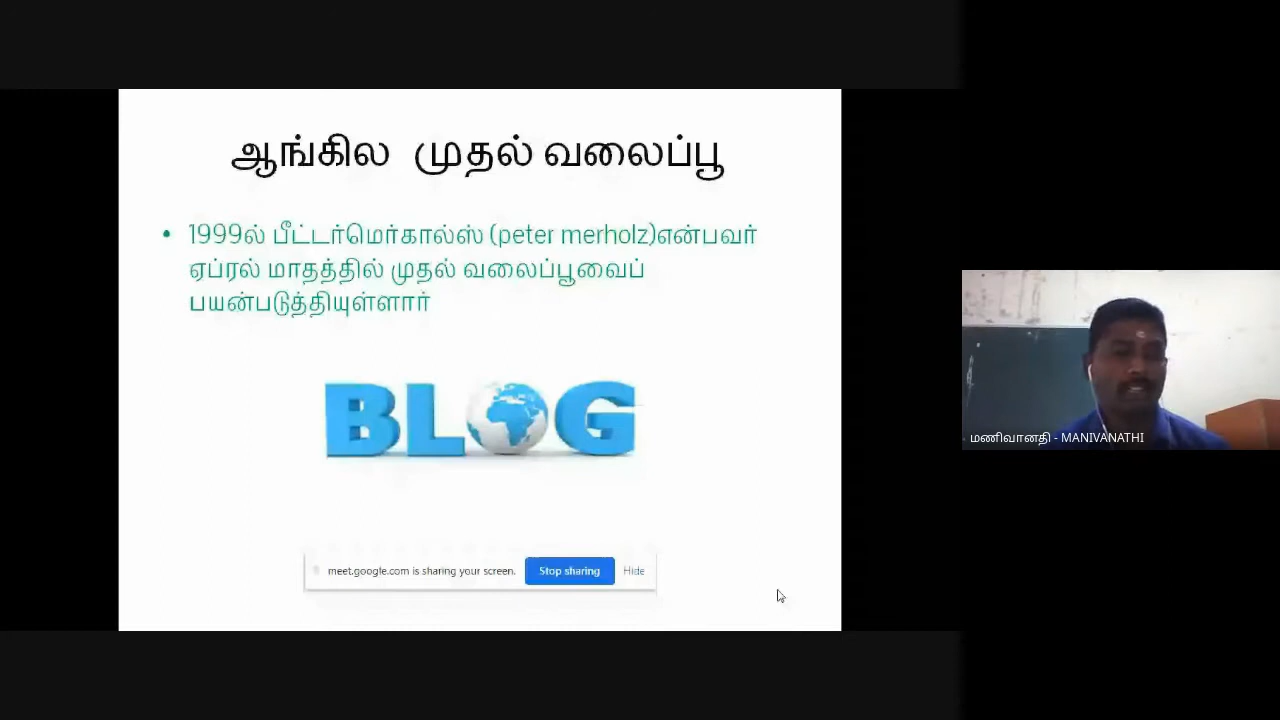 ஆங்கில முதல் வலைப்பூ
• 1999ல் பீட்டர்மெர்கால்ஸ் (peter merholz)என்பவர்
ஏப்ரல் மாதத்தில் முதல் வலைப்பூவைப்
பயன்படுத்தியுள்ளார்
BLOG
meet.google.com is sharing your screen. Stop sharing Hide
மணிவானதி - MANIVANATHI